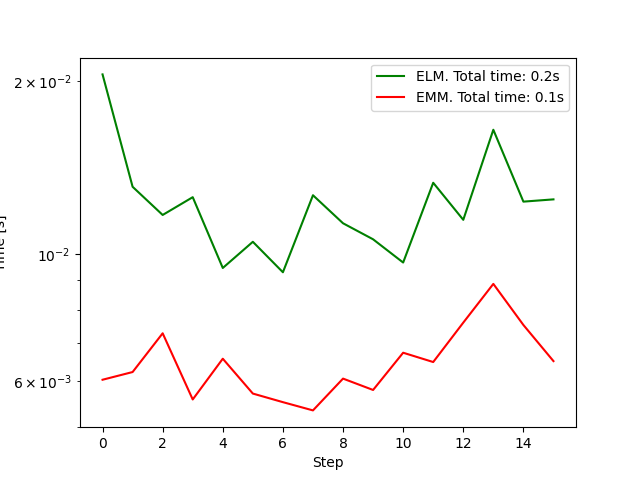 ELM. Total time: 0.2s
EMM. Total time: 0.1s
2 × 10⁻²
10⁻²
6 × 10⁻³
0 2 4 6 8 10 12 14
Step